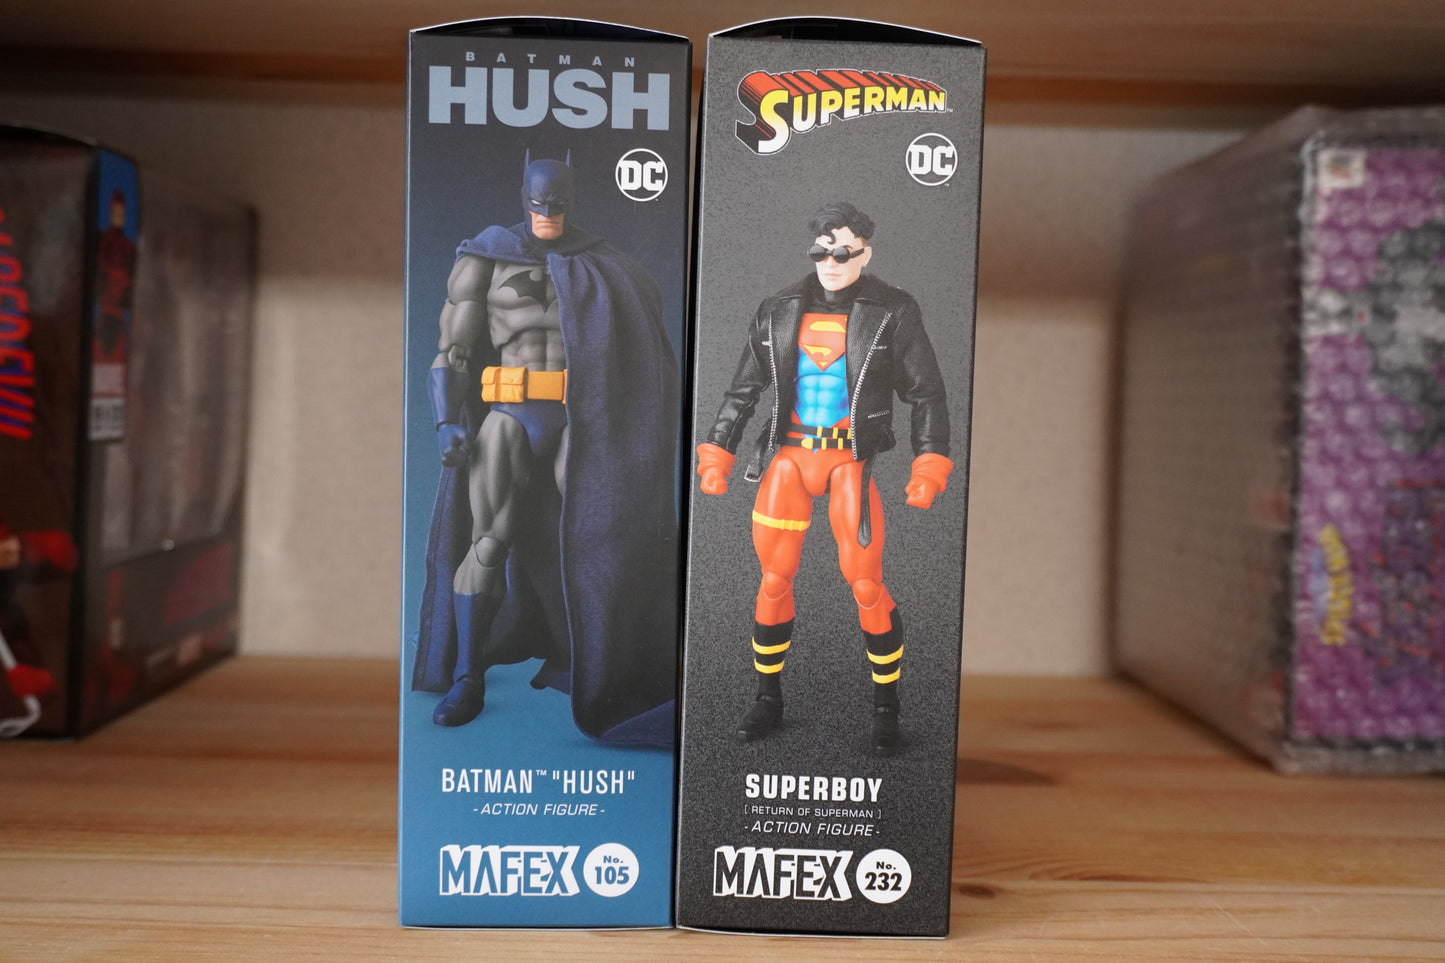 BATMAN
HUSH
DC
BATMAN™ "HUSH"
-ACTION FIGURE-
MAFEX No. 105
SUPERMAN™
DC
SUPERBOY
[ RETURN OF SUPERMAN ]
-ACTION FIGURE-
MAFEX No. 232